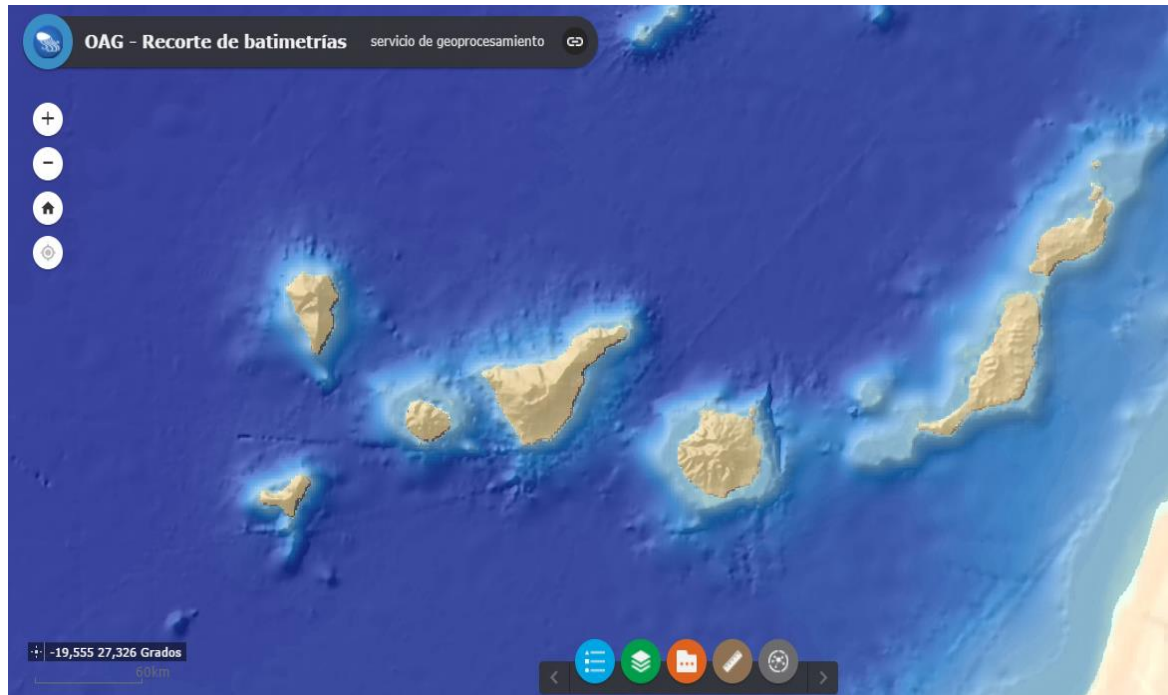 OAG - Recorte de batimetrías servicio de geoprocesamiento
-19,555 27,326 Grados
60km